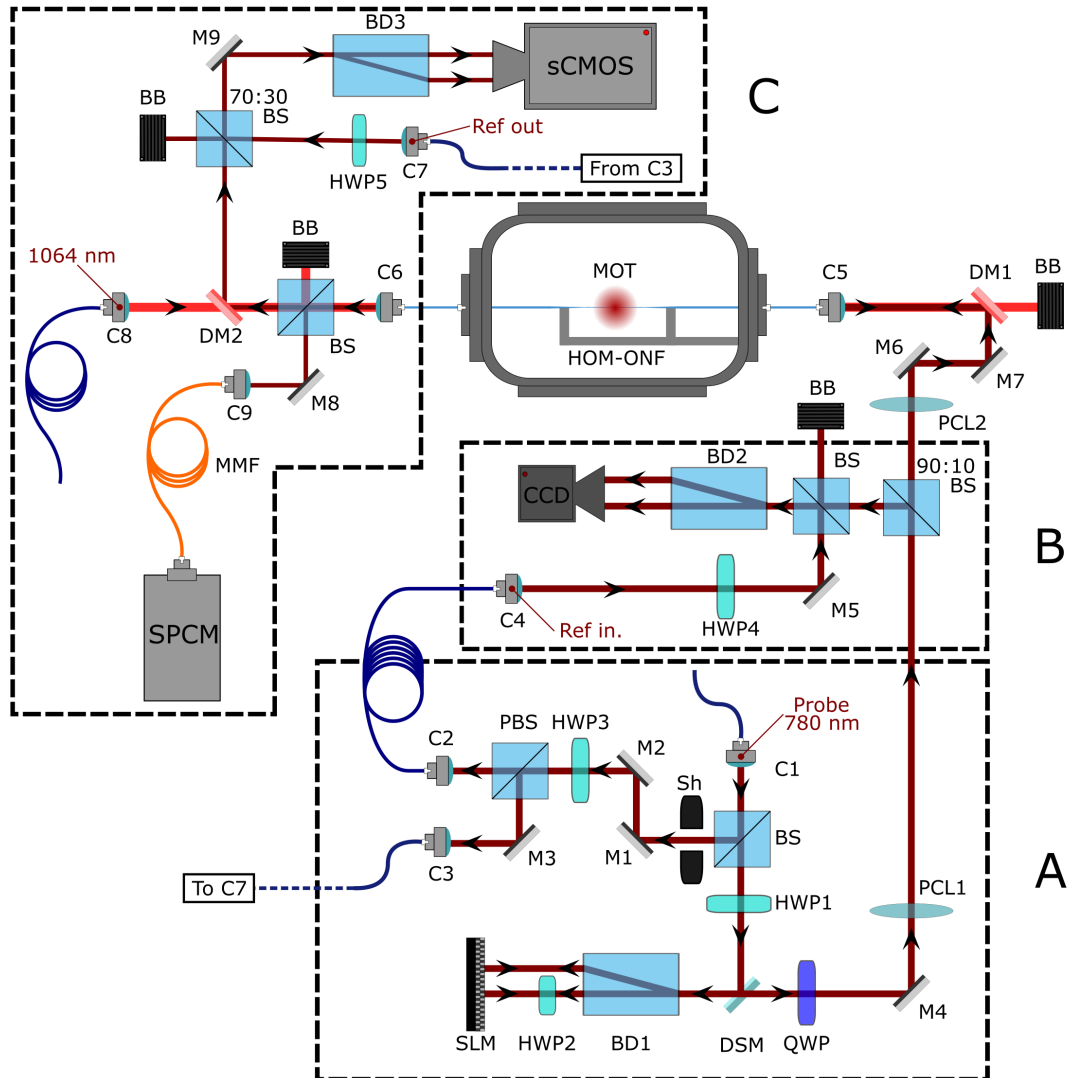 M9
BD3
sCMOS
C
BB
70:30
BS
Ref out
HWP5
C7
From C3
1064 nm
BB
C6
MOT
C5
DM1
BB
C8
DM2
BS
HOM-ONF
M6
M7
C9
M8
BB
PCL2
MMF
BD2
BS
90:10
BS
CCD
B
C4
Ref in.
HWP4
M5
SPCM
Probe
780 nm
PBS
HWP3
M2
C2
C1
Sh
BS
C3
M3
M1
A
To C7
HWP1
PCL1
SLM
HWP2
BD1
DSM
QWP
M4